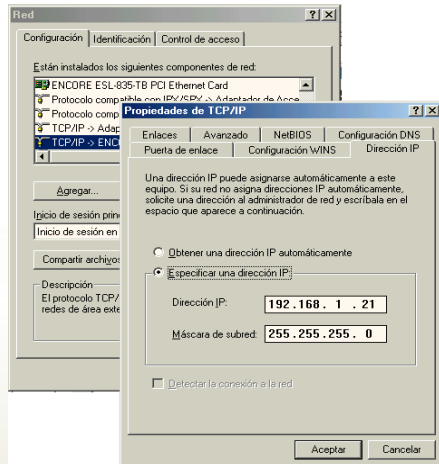 Red
Configuración Identificación Control de acceso
Están instalados los siguientes componentes de red:
ENCORE ESL-835-TB PCI Ethernet Card
Protocolo compatible con IPX/SPX -> Adaptador de Acce
Protocolo comp
TCP/IP -> Adap
TCP/IP -> ENC
Agregar...
Inicio de sesión prin
Inicio de sesión en
Compartir archivos
Descripción
El protocolo TCP/
redes de área exte
Propiedades de TCP/IP
Enlaces Avanzado NetBIOS Configuración DNS
Puerta de enlace Configuración WINS Dirección IP
Una dirección IP puede asignarse automáticamente a este
equipo. Si su red no asigna direcciones IP automáticamente,
solicite una dirección al administrador de red y escríbala en el
espacio que aparece a continuación.
Obtener una dirección IP automáticamente
Especificar una dirección IP:
Dirección IP: 192.168. 1 .21
Máscara de subred: 255.255.255. 0
Detectar la conexión a la red
Aceptar Cancelar